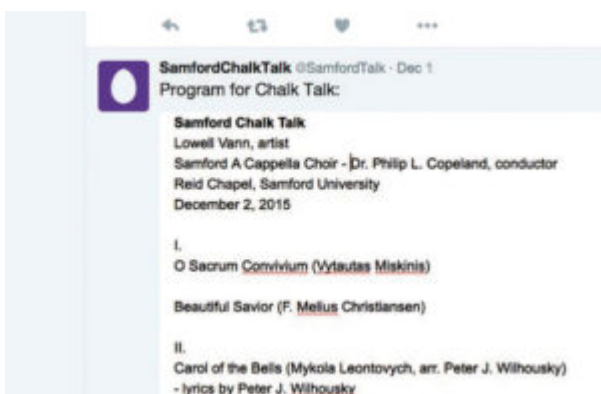 SamfordChalkTalk @SamfordTalk · Dec 1
Program for Chalk Talk:
Samford Chalk Talk
Lowell Vann, artist
Samford A Cappella Choir - Dr. Philip L. Copeland, conductor
Reid Chapel, Samford University
December 2, 2015
I.
O Sacrum Convivium (Vytautas Miskinis)
Beautiful Savior (F. Melius Christiansen)
II.
Carol of the Bells (Mykola Leontovych, arr. Peter J. Wilhousky)
- lyrics by Peter J. Wilhousky